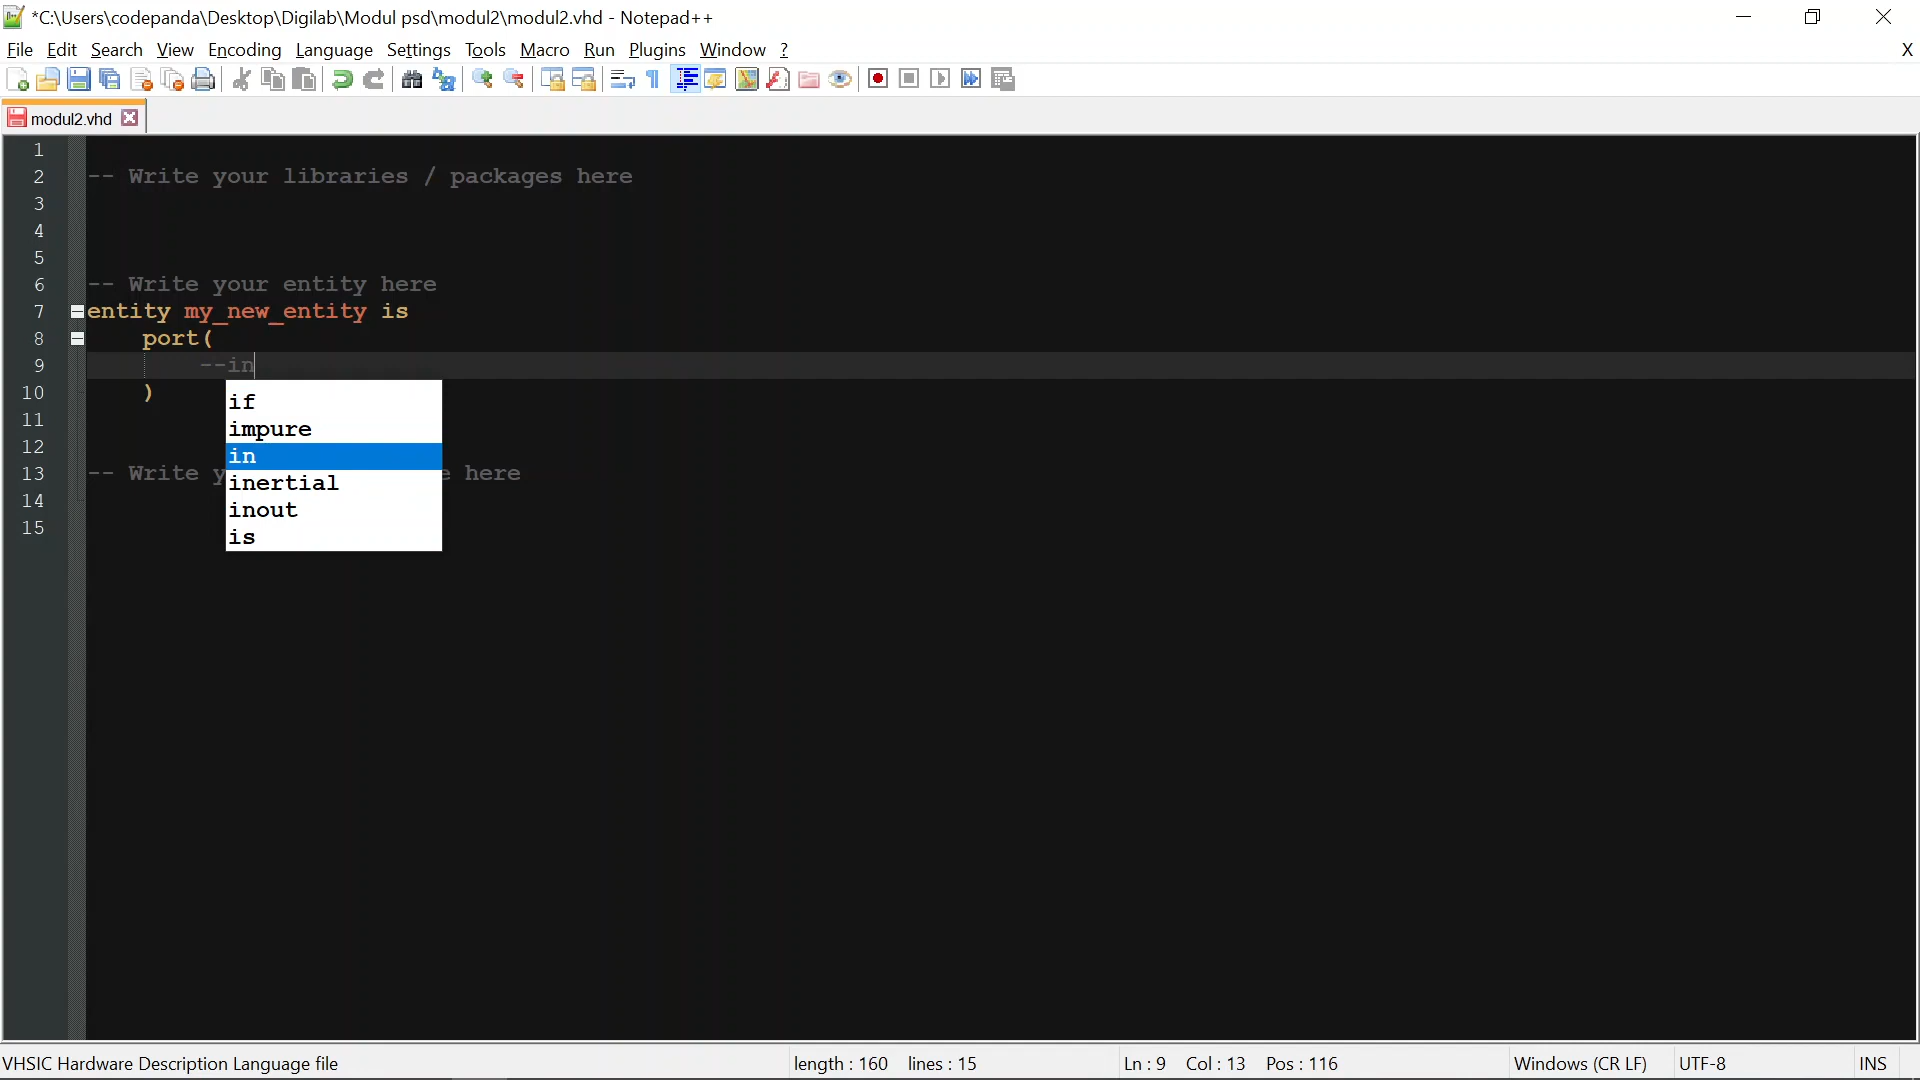 *C:\Users\codepanda\Desktop\Digilab\Modul psd\modul2\modul2.vhd - Notepad++
File Edit Search View Encoding Language Settings Tools Macro Run Plugins Window ? X
modul2.vhd
1
2 -- Write your libraries / packages here
3
4
5
6 -- Write your entity here
7 entity my_new_entity is
8 port(
9 --in
10 )
11
12
13 -- Write y e here
14
15
if
impure
in
inertial
inout
is
VHSIC Hardware Description Language file length : 160 lines : 15 Ln : 9 Col : 13 Pos : 116 Windows (CR LF) UTF-8 INS